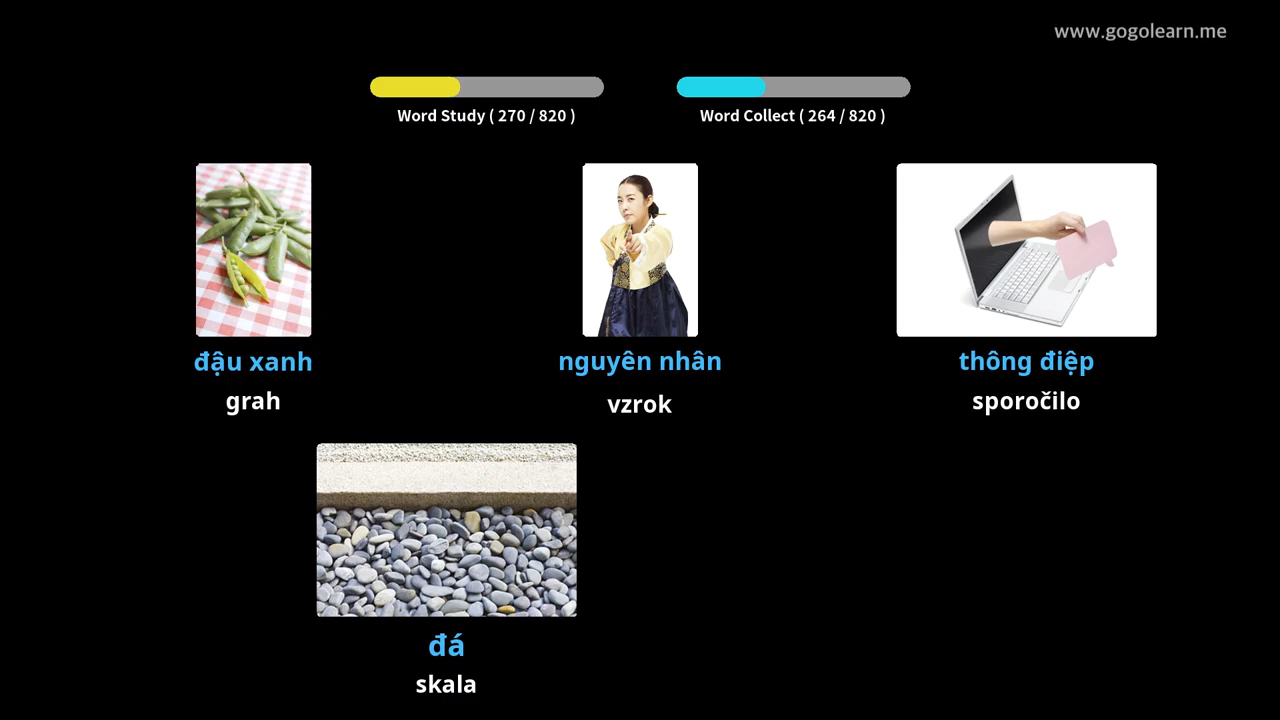 www.gogolearn.me
Word Study ( 270 / 820 )
Word Collect ( 264 / 820 )
đậu xanh
grah
nguyên nhân
vzrok
thông điệp
sporočilo
đá
skala